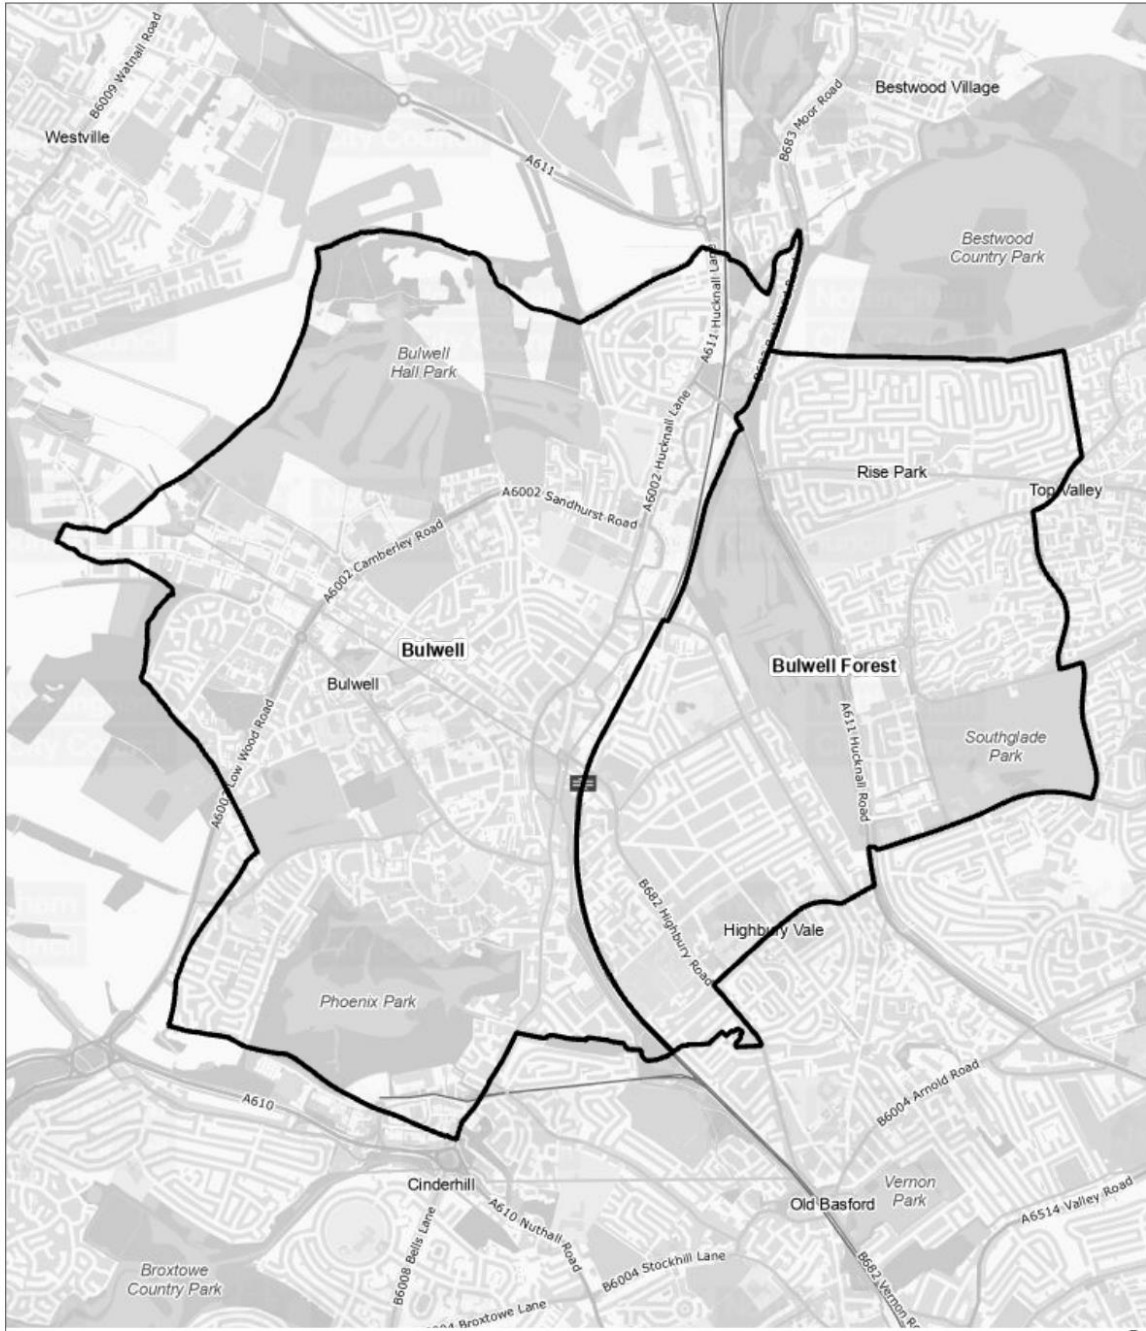 B6009 Watnall Road
Westville
A611
B683 Moor Road
Bestwood Village
Bestwood
Country Park
A611 Hucknall Lane
Bulwell
Hall Park
A6002 Hucknall Lane
Rise Park
Top Valley
A6002 Sandhurst Road
A6002 Camberley Road
Bulwell
Bulwell
Bulwell Forest
A6002 Low Wood Road
A611 Hucknall Road
Southglade
Park
B682 Highbury Road
Highbury Vale
Phoenix Park
A610
B6004 Arnold Road
Cinderhill
Vernon
Park
Old Basford
A6514 Valley Road
A610 Nuthall Road
B6008 Bells Lane
B6004 Stockhill Lane
Broxtowe
Country Park
B682 Vernon
Broxtowe Lane